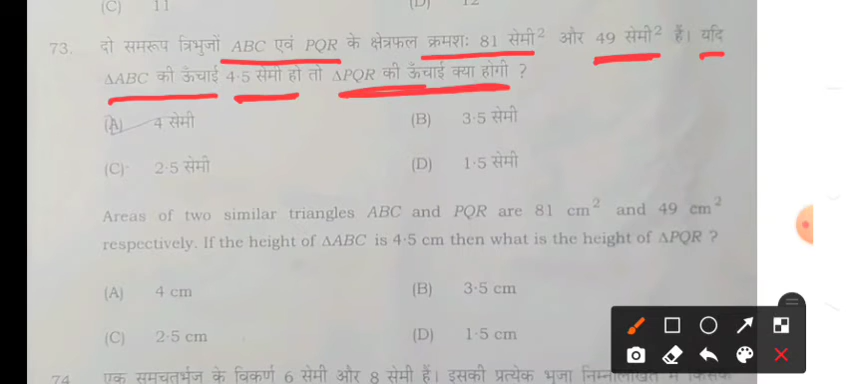 (C) 11 (D) 12
73. दो समरूप त्रिभुजों ABC एवं PQR के क्षेत्रफल क्रमशः 81 सेमी² और 49 सेमी² हैं। यदि
ΔABC की ऊँचाई 4·5 सेमी हो तो ΔPQR की ऊँचाई क्या होगी ?
(A) 4 सेमी (B) 3·5 सेमी
(C) 2·5 सेमी (D) 1·5 सेमी
Areas of two similar triangles ABC and PQR are 81 cm² and 49 cm²
respectively. If the height of ΔABC is 4·5 cm then what is the height of ΔPQR ?
(A) 4 cm (B) 3·5 cm
(C) 2·5 cm (D) 1·5 cm
74. एक समचतुर्भुज के विकर्ण 6 सेमी और 8 सेमी हैं। इसकी प्रत्येक भुजा निम्नलिखित में